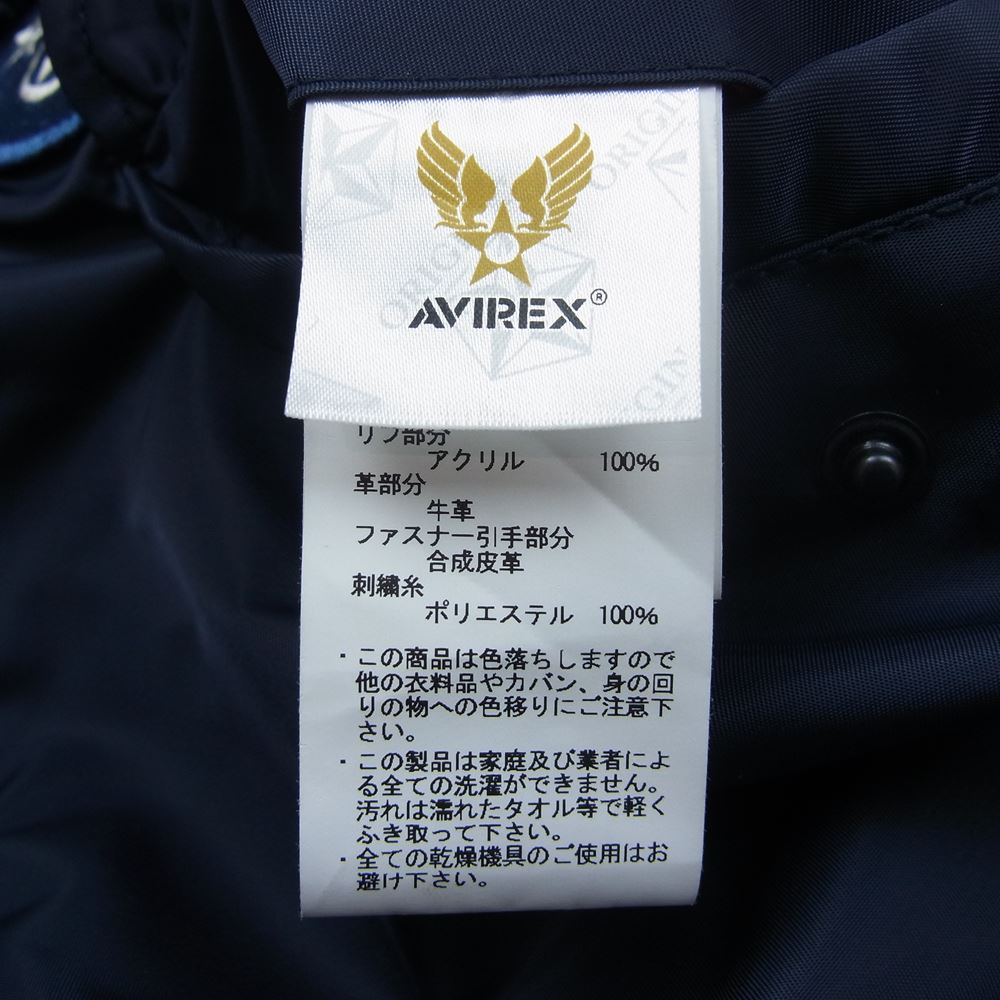 ORIGIN
AVIREX®
ORIGIN
ORIGIN
リブ部分
アクリル 100%
革部分
牛革
ファスナー引手部分
合成皮革
刺繍糸
ポリエステル 100%
・この商品は色落ちしますので
他の衣料品やカバン、身の回
りの物への色移りにご注意下
さい。
・この製品は家庭及び業者によ
る全ての洗濯ができません。
汚れは濡れたタオル等で軽く
ふき取って下さい。
・全ての乾燥機具のご使用はお
避け下さい。